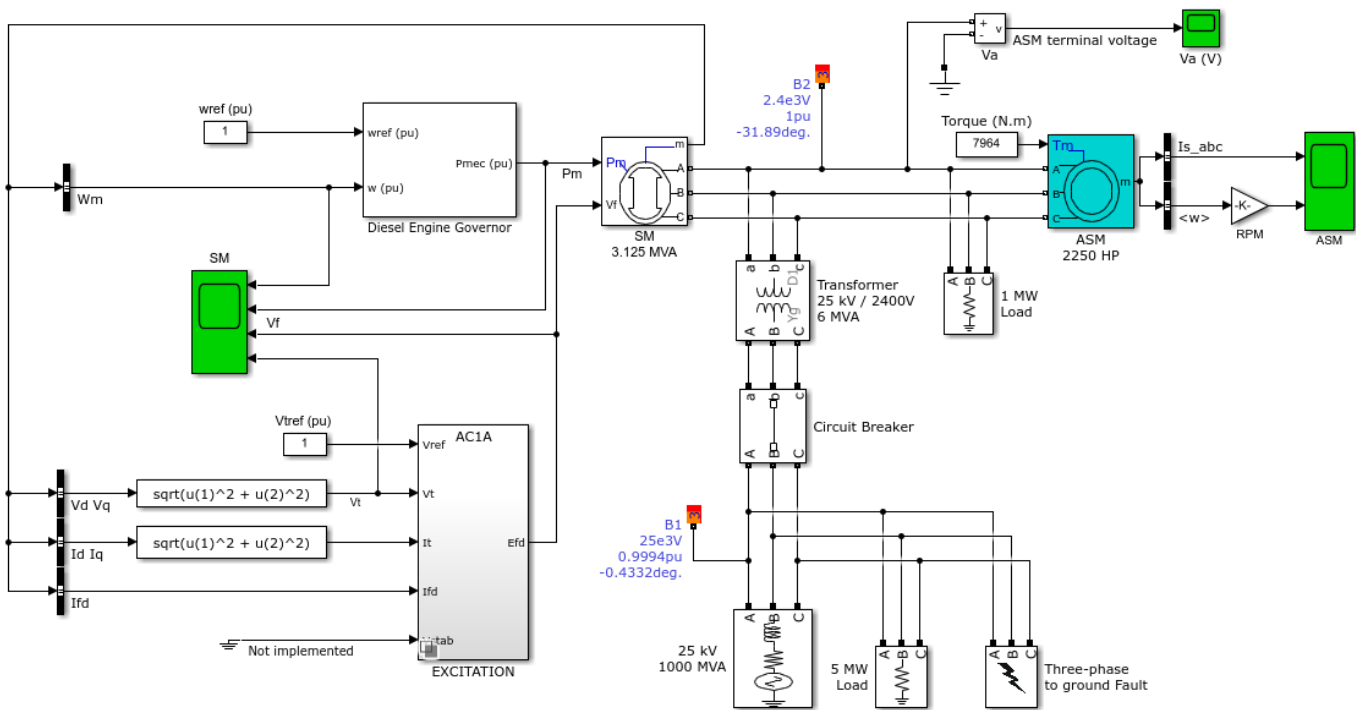 wref (pu)
1
wref (pu)
w (pu)
Pmec (pu)
Diesel Engine Governor
Wm
Pm
Pm
Vf
m
A
B
C
SM
3.125 MVA
B2
2.4e3V
1pu
-31.89deg.
3
+
-
v
Va
ASM terminal voltage
Va (V)
Torque (N.m)
7964
Tm
A
B
C
m
ASM
2250 HP
Is_abc
<w>
-K-
RPM
ASM
SM
Vf
a b c
D1
Yg
A B C
Transformer
25 kV / 2400V
6 MVA
A B C
1 MW
Load
a b c
A B C
Circuit Breaker
Vtref (pu)
1
AC1A
Vref
Vt
It
Ifd
Efd
EXCITATION
Vd Vq
sqrt(u(1)^2 + u(2)^2)
Vt
Id Iq
sqrt(u(1)^2 + u(2)^2)
Ifd
Not implemented
3
B1
25e3V
0.9994pu
-0.4332deg.
A B C
25 kV
1000 MVA
A B C
5 MW
Load
A B C
Three-phase
to ground Fault